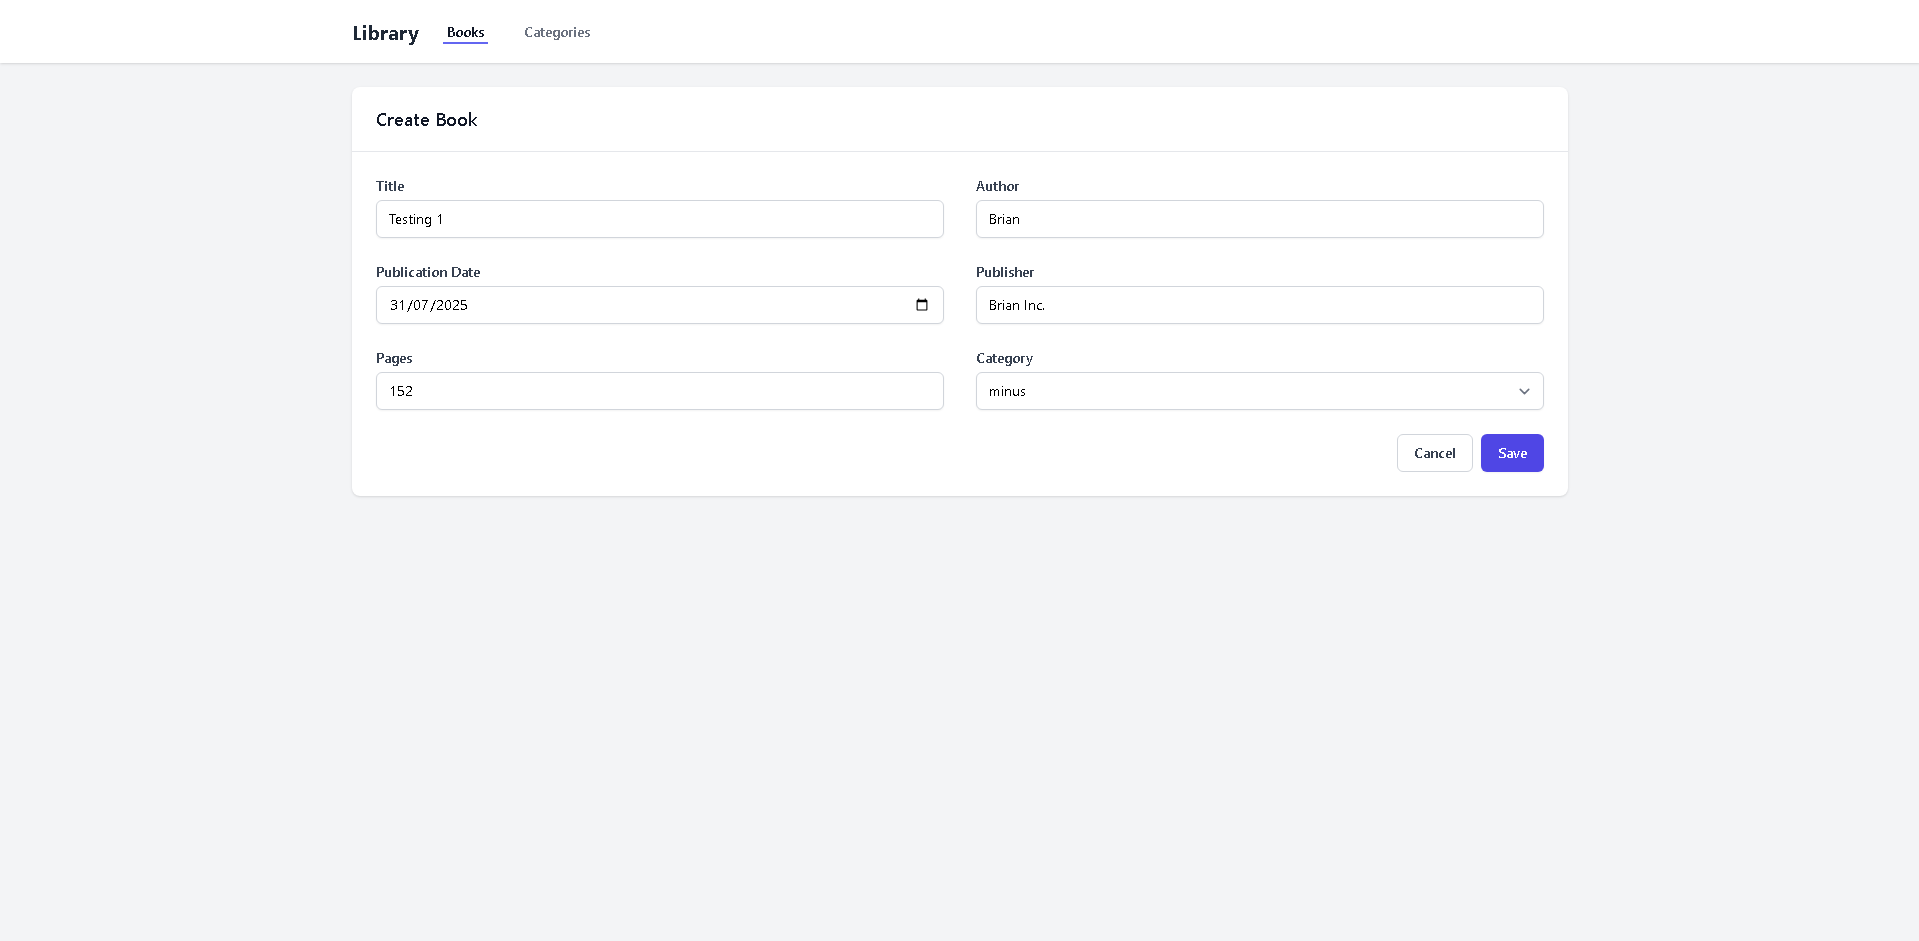 Library Books Categories
Create Book
Title Author
Testing 1 Brian
Publication Date Publisher
31/07/2025 Brian Inc.
Pages Category
152 minus
Cancel Save